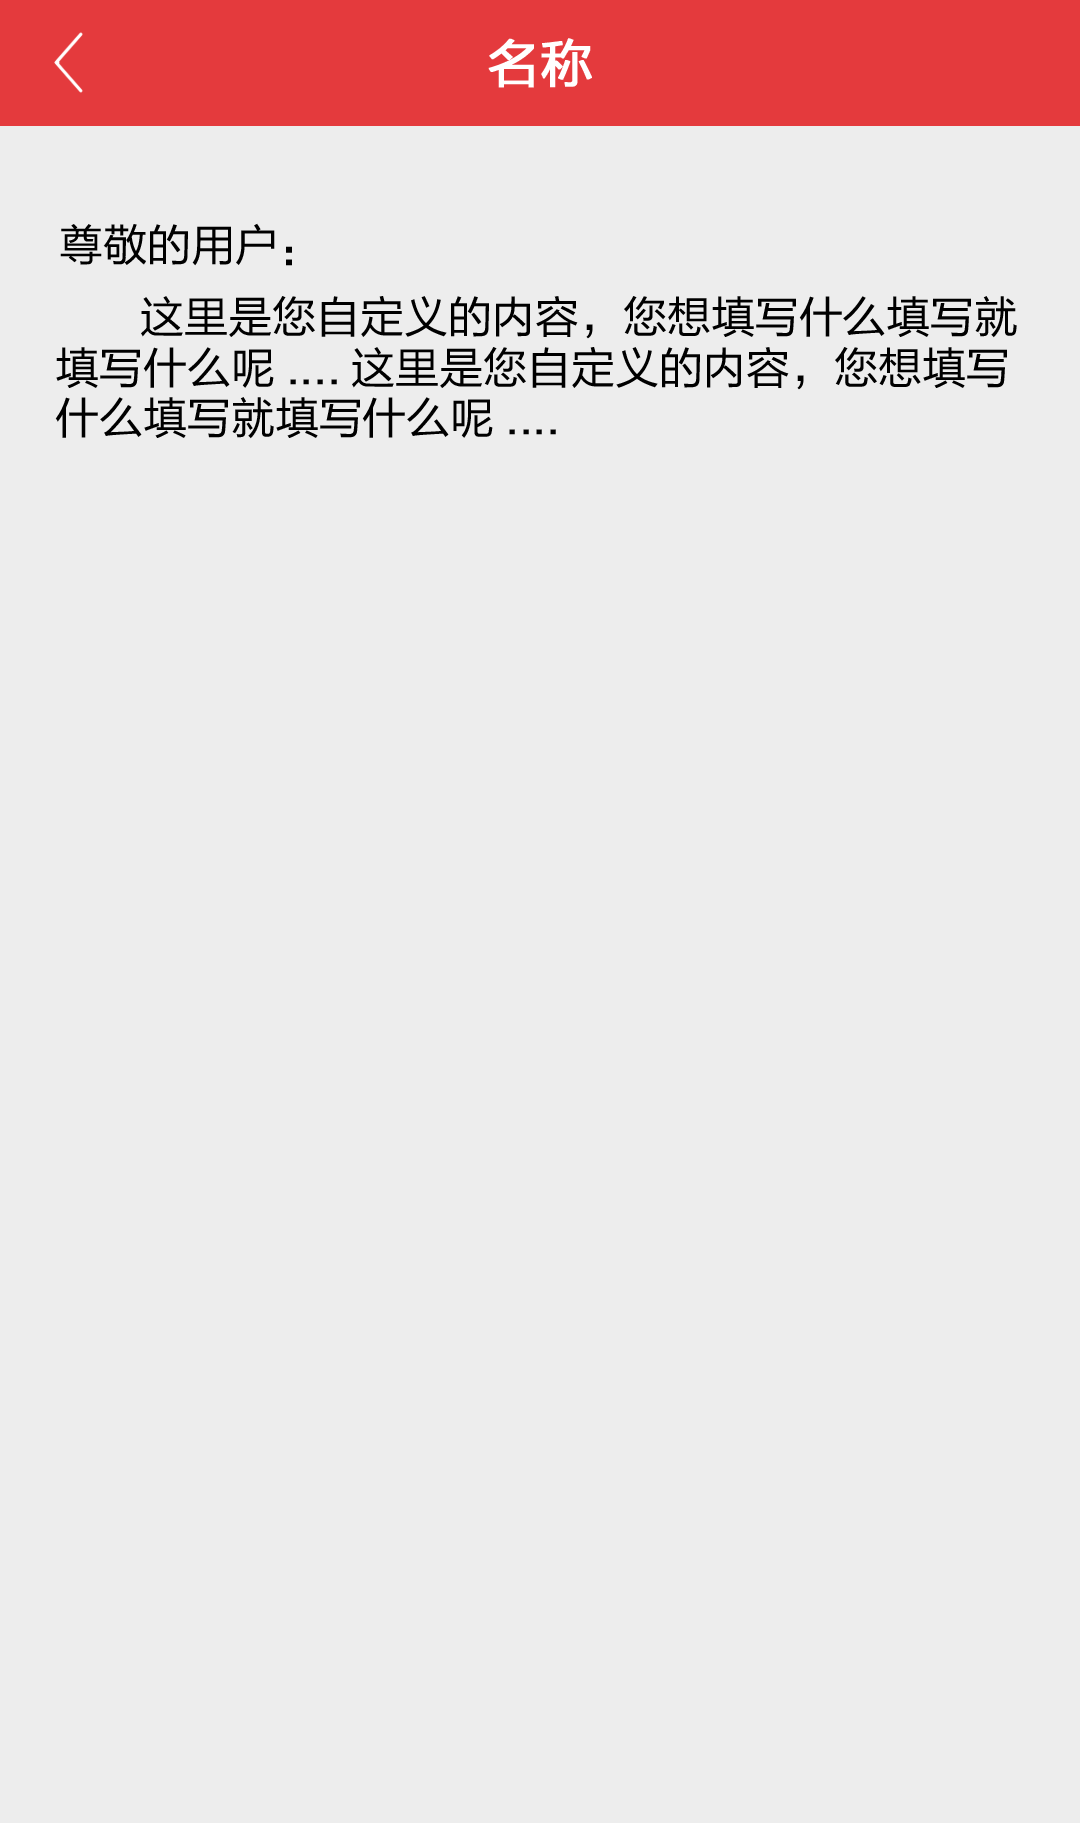 名称
尊敬的用户：
这里是您自定义的内容，您想填写什么填写就
填写什么呢 .... 这里是您自定义的内容，您想填写
什么填写就填写什么呢 ....